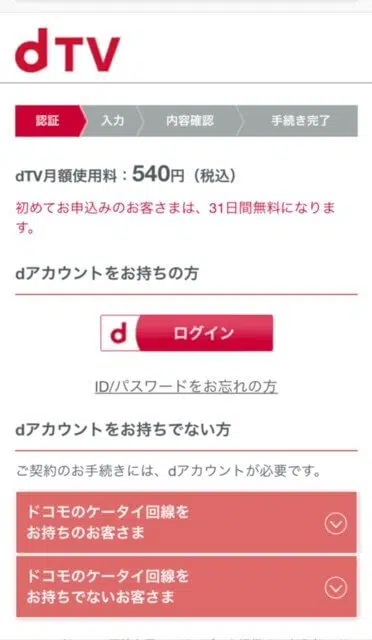 dTV
認証 入力 内容確認 手続き完了
dTV月額使用料：540円（税込）
初めてお申込みのお客さまは、31日間無料になりま
す。
dアカウントをお持ちの方
d ログイン
ID/パスワードをお忘れの方
dアカウントをお持ちでない方
ご契約のお手続きには、dアカウントが必要です。
ドコモのケータイ回線を
お持ちのお客さま
ドコモのケータイ回線を
お持ちでないお客さま